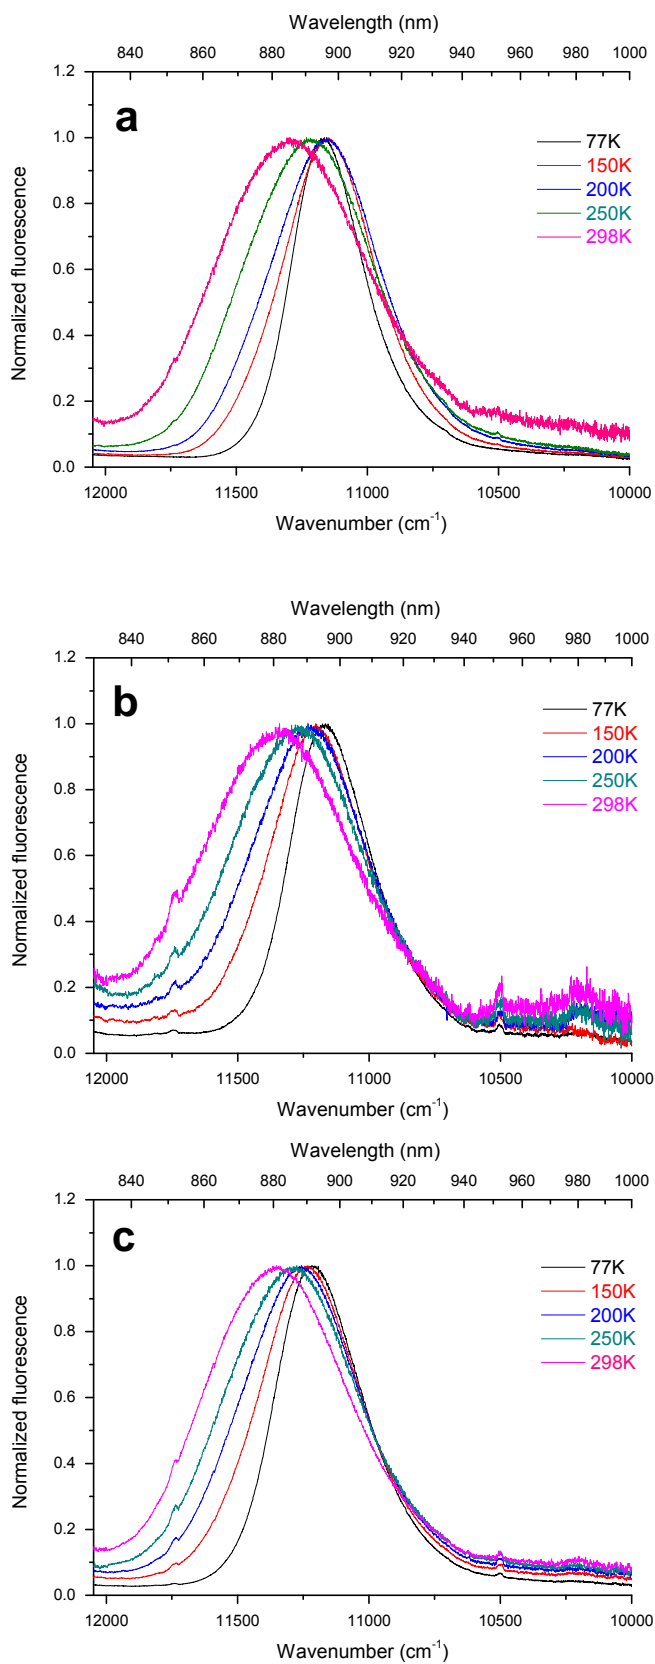 Wavelength (nm)
840 860 880 900 920 940 960 980 1000
1.2
1.0
0.8
0.6
0.4
0.2
0.0
Normalized fluorescence
a
77K
150K
200K
250K
298K
12000 11500 11000 10500 10000
Wavenumber (cm⁻¹)
Wavelength (nm)
840 860 880 900 920 940 960 980 1000
1.2
1.0
0.8
0.6
0.4
0.2
0.0
Normalized fluorescence
b
77K
150K
200K
250K
298K
12000 11500 11000 10500 10000
Wavenumber (cm⁻¹)
Wavelength (nm)
840 860 880 900 920 940 960 980 1000
1.2
1.0
0.8
0.6
0.4
0.2
0.0
Normalized fluorescence
c
77K
150K
200K
250K
298K
12000 11500 11000 10500 10000
Wavenumber (cm⁻¹)